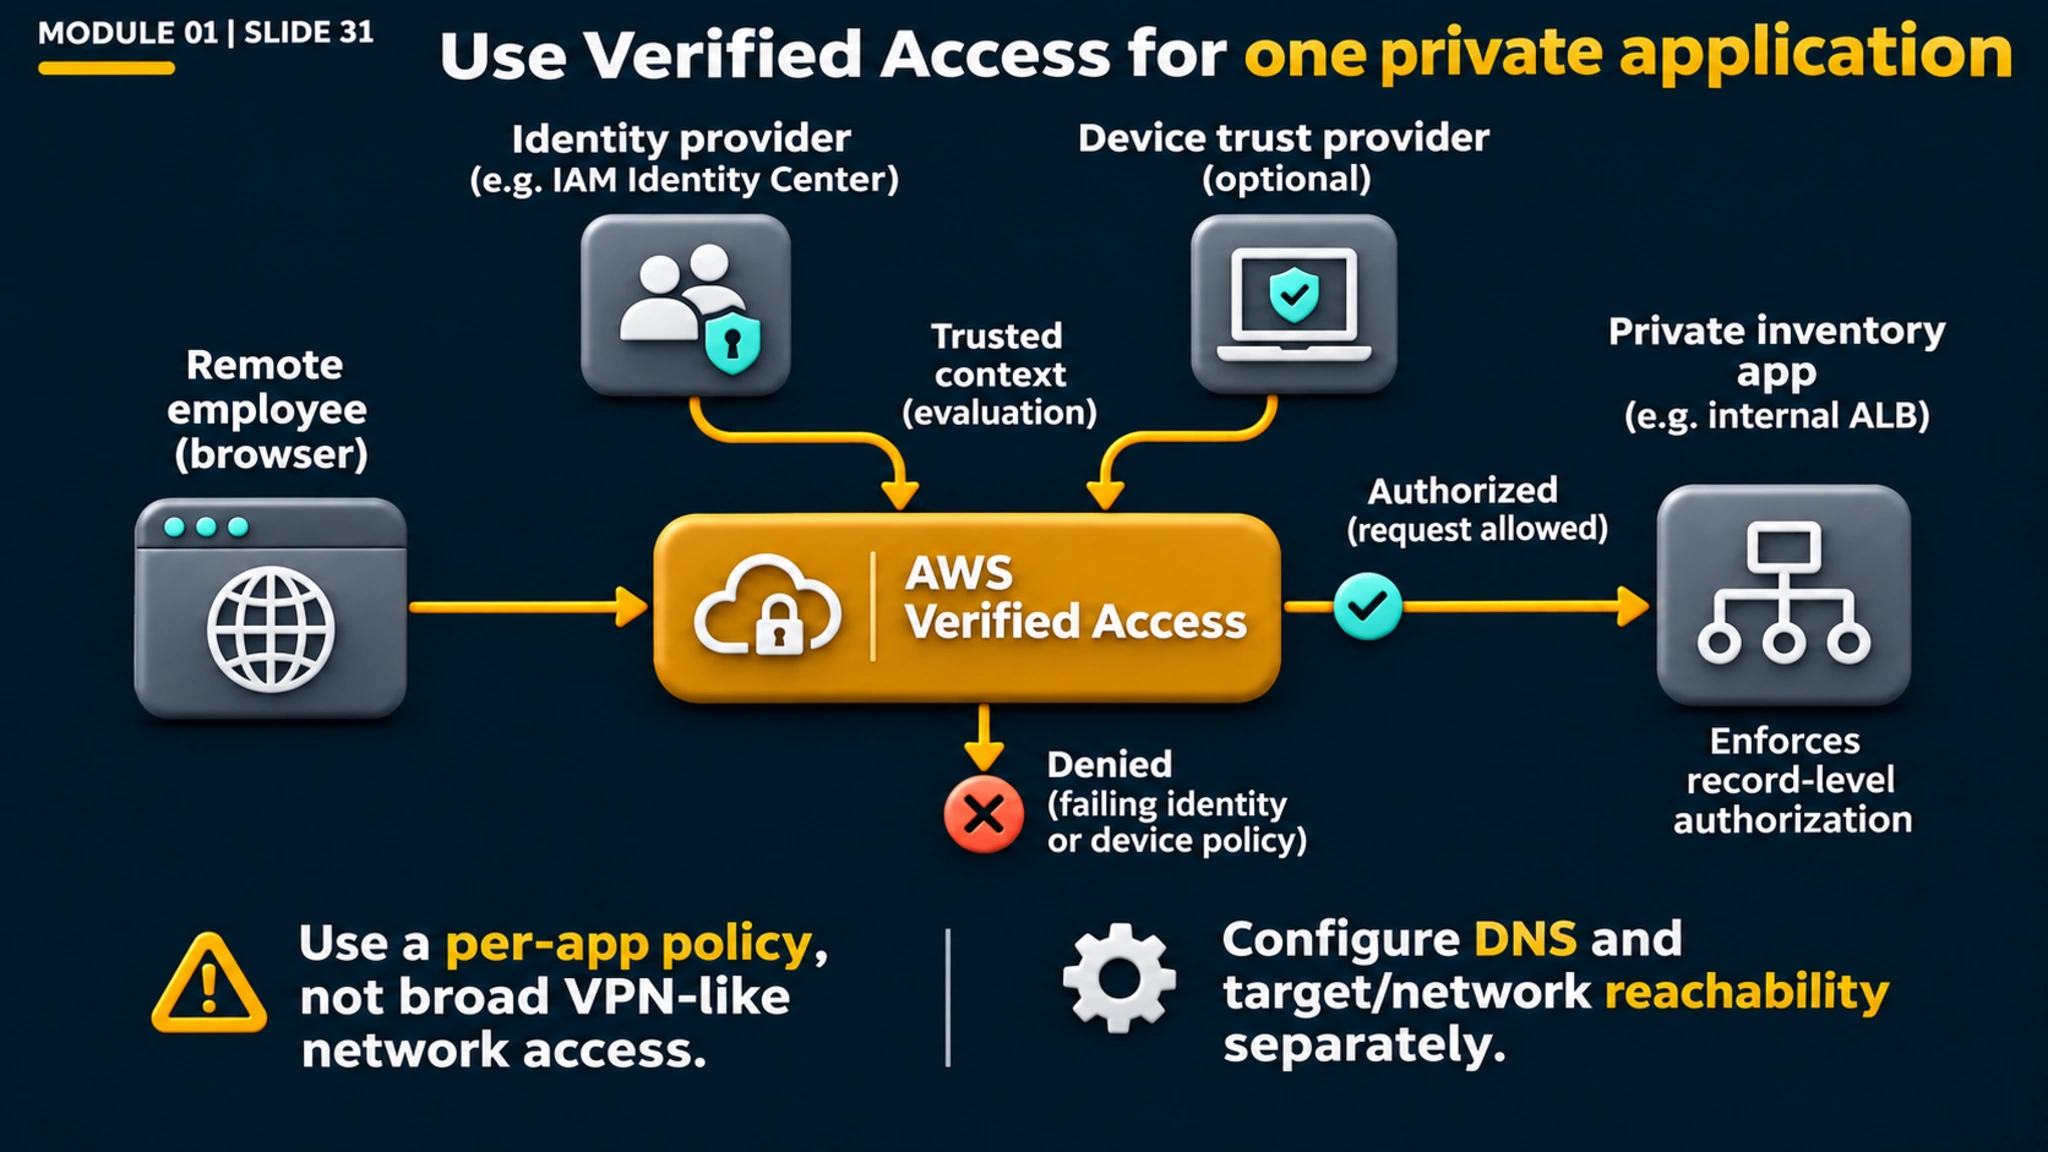 MODULE 01 | SLIDE 31
Use Verified Access for one private application
Identity provider
(e.g. IAM Identity Center)
Device trust provider
(optional)
Trusted
context
(evaluation)
Remote
employee
(browser)
Private inventory
app
(e.g. internal ALB)
AWS
Verified Access
Authorized
(request allowed)
Denied
(failing identity
or device policy)
Enforces
record-level
authorization
Use a per-app policy,
not broad VPN-like
network access.
Configure DNS and
target/network reachability
separately.